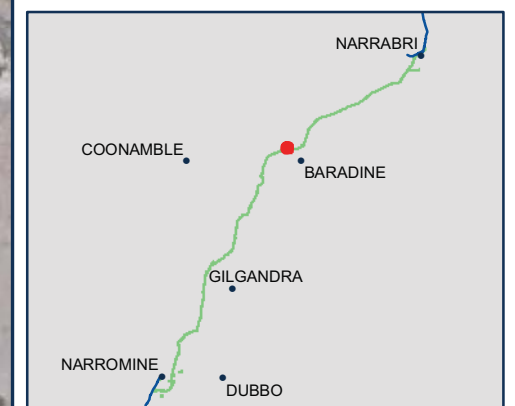 NARRABRI
COONAMBLE
BARADINE
GILGANDRA
NARROMINE
DUBBO